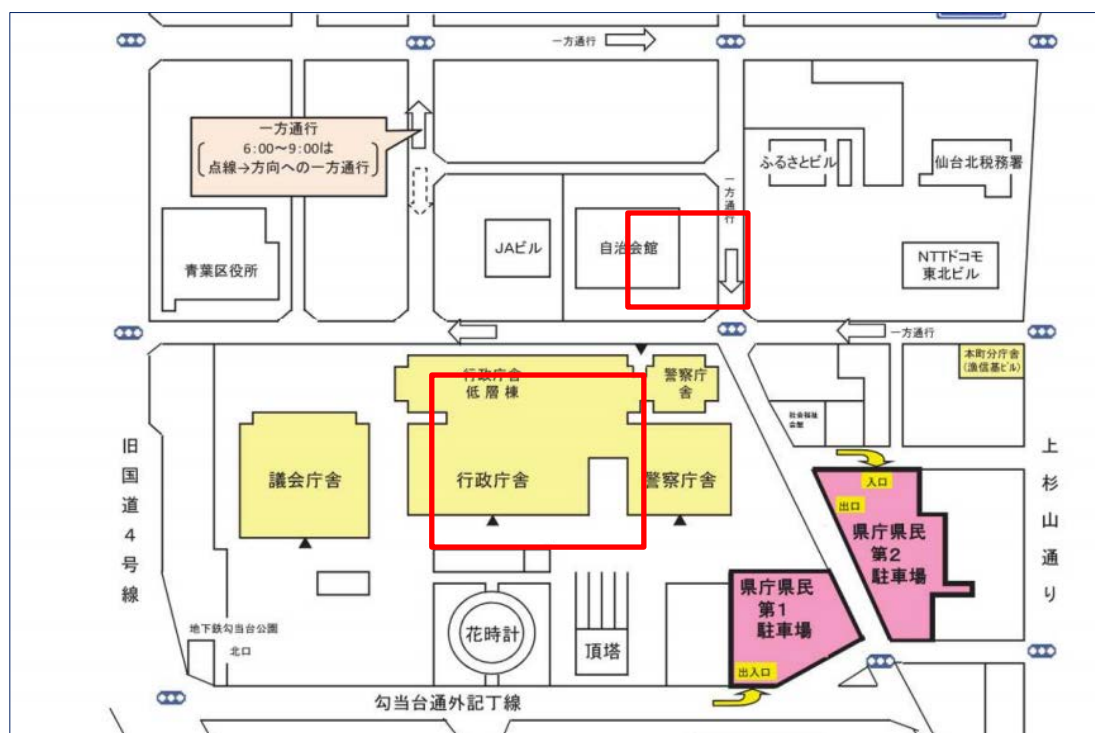 一方通行
一方通行
6:00～9:00は
点線→方向への一方通行
ふるさとビル
仙台北税務署
一方通行
青葉区役所
JAビル
自治会館
NTTドコモ
東北ビル
一方通行
本町分庁舎
(漁信基ビル)
行政庁舎
低層棟
警察庁
舎
社会福祉
会館
旧国道4号線
議会庁舎
行政庁舎
警察庁舎
上杉山通り
入口
出口
県庁県民
第2
駐車場
県庁県民
第1
駐車場
地下鉄勾当台公園
北口
花時計
頂塔
出入口
勾当台通外記丁線